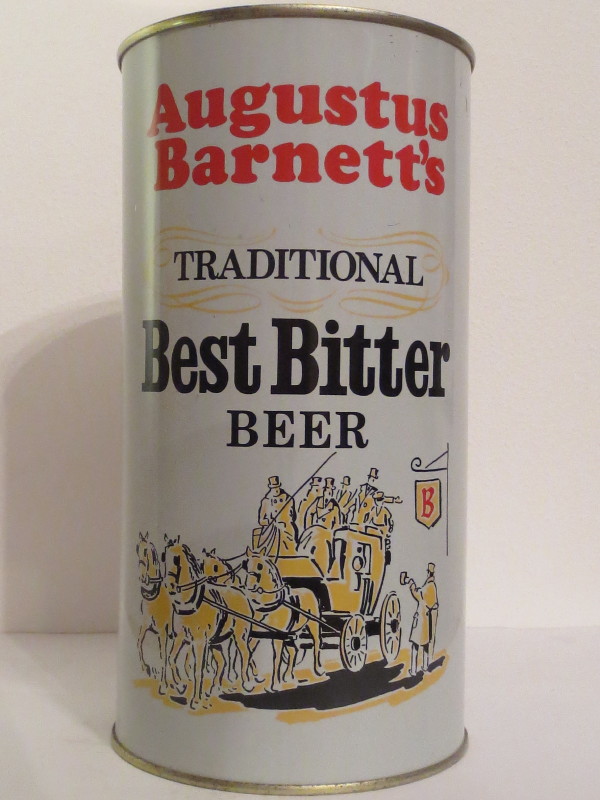 Augustus
Barnett's
TRADITIONAL
Best Bitter
BEER
B